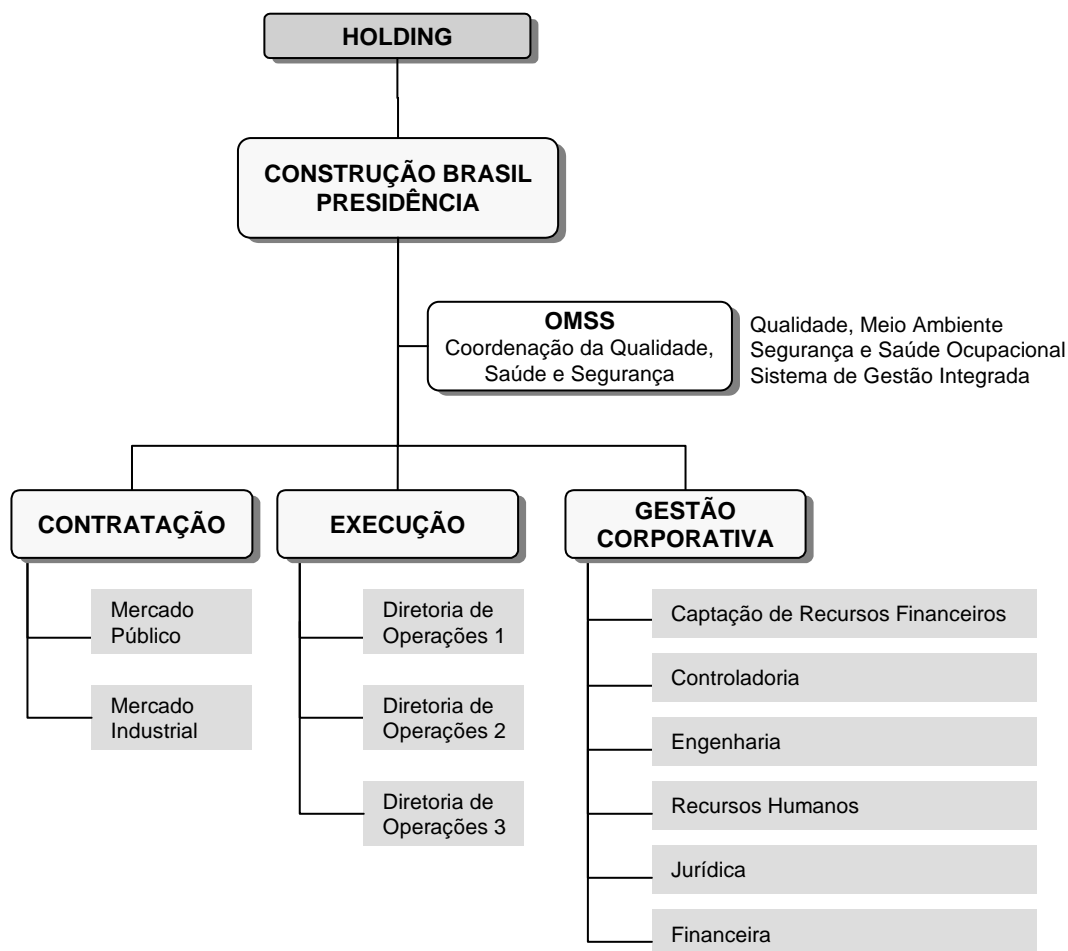 HOLDING
CONSTRUÇÃO BRASIL
PRESIDÊNCIA
OMSS
Coordenação da Qualidade,
Saúde e Segurança
Qualidade, Meio Ambiente
Segurança e Saúde Ocupacional
Sistema de Gestão Integrada
CONTRATAÇÃO
Mercado
Público
Mercado
Industrial
EXECUÇÃO
Diretoria de
Operações 1
Diretoria de
Operações 2
Diretoria de
Operações 3
GESTÃO
CORPORATIVA
Captação de Recursos Financeiros
Controladoria
Engenharia
Recursos Humanos
Jurídica
Financeira